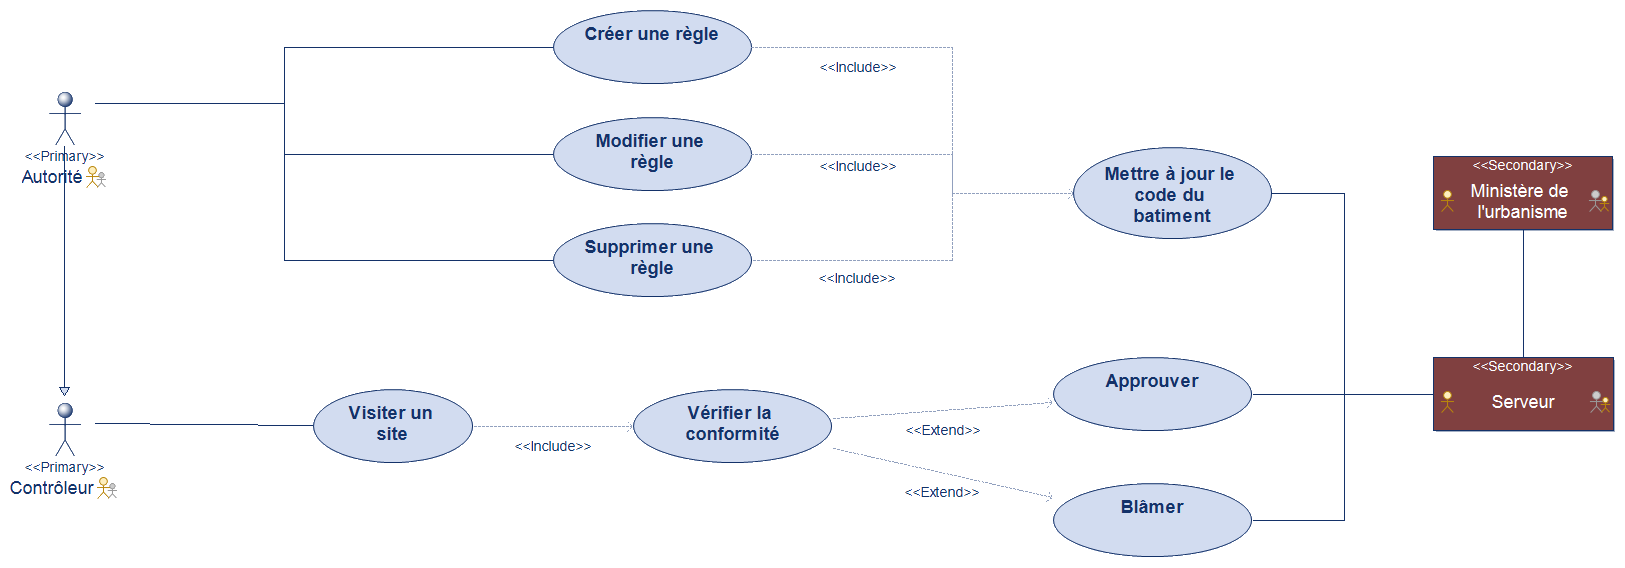 Créer une règle
<<Include>>
<<Primary>>
Autorité
Modifier une
règle
<<Include>>
Mettre à jour le
code du
batiment
<<Secondary>>
Ministère de
l'urbanisme
Supprimer une
règle
<<Include>>
<<Primary>>
Contrôleur
Visiter un
site
<<Include>>
Vérifier la
conformité
<<Extend>>
<<Extend>>
Approuver
Blâmer
<<Secondary>>
Serveur